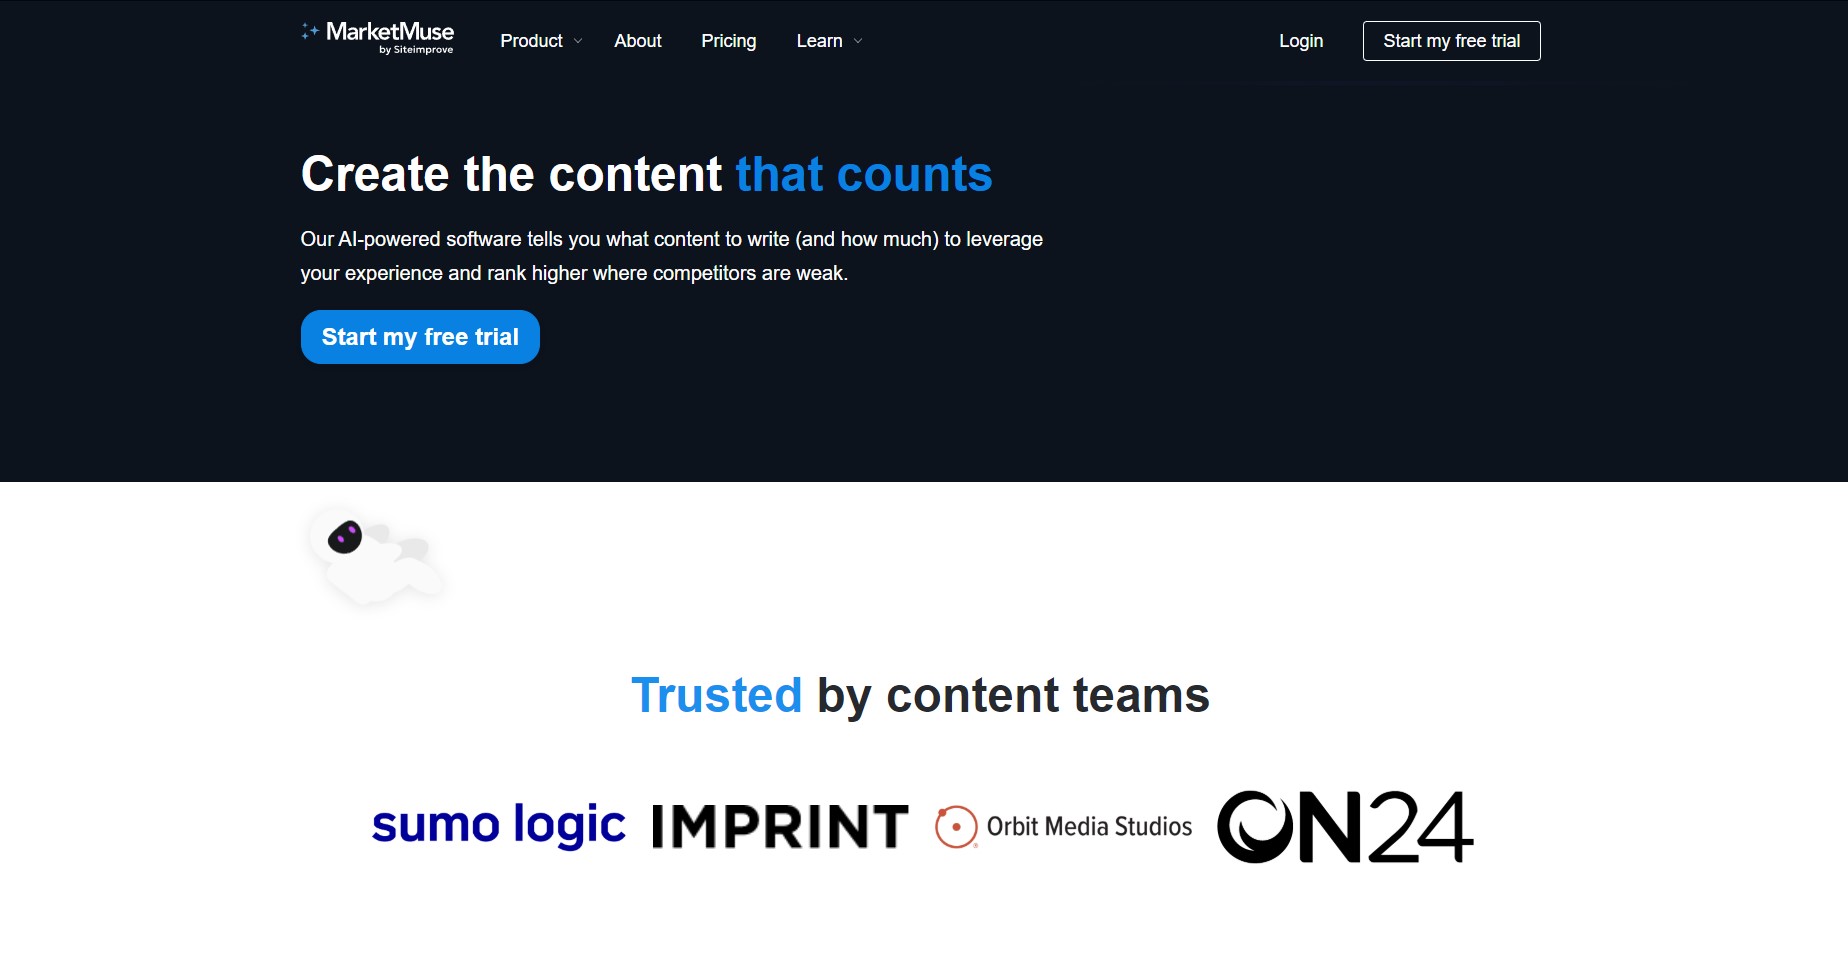 MarketMuse
by Siteimprove
Product
About
Pricing
Learn
Login
Start my free trial
Create the content that counts
Our AI-powered software tells you what content to write (and how much) to leverage
your experience and rank higher where competitors are weak.
Start my free trial
Trusted by content teams
sumo logic
IMPRINT
Orbit Media Studios
ON24